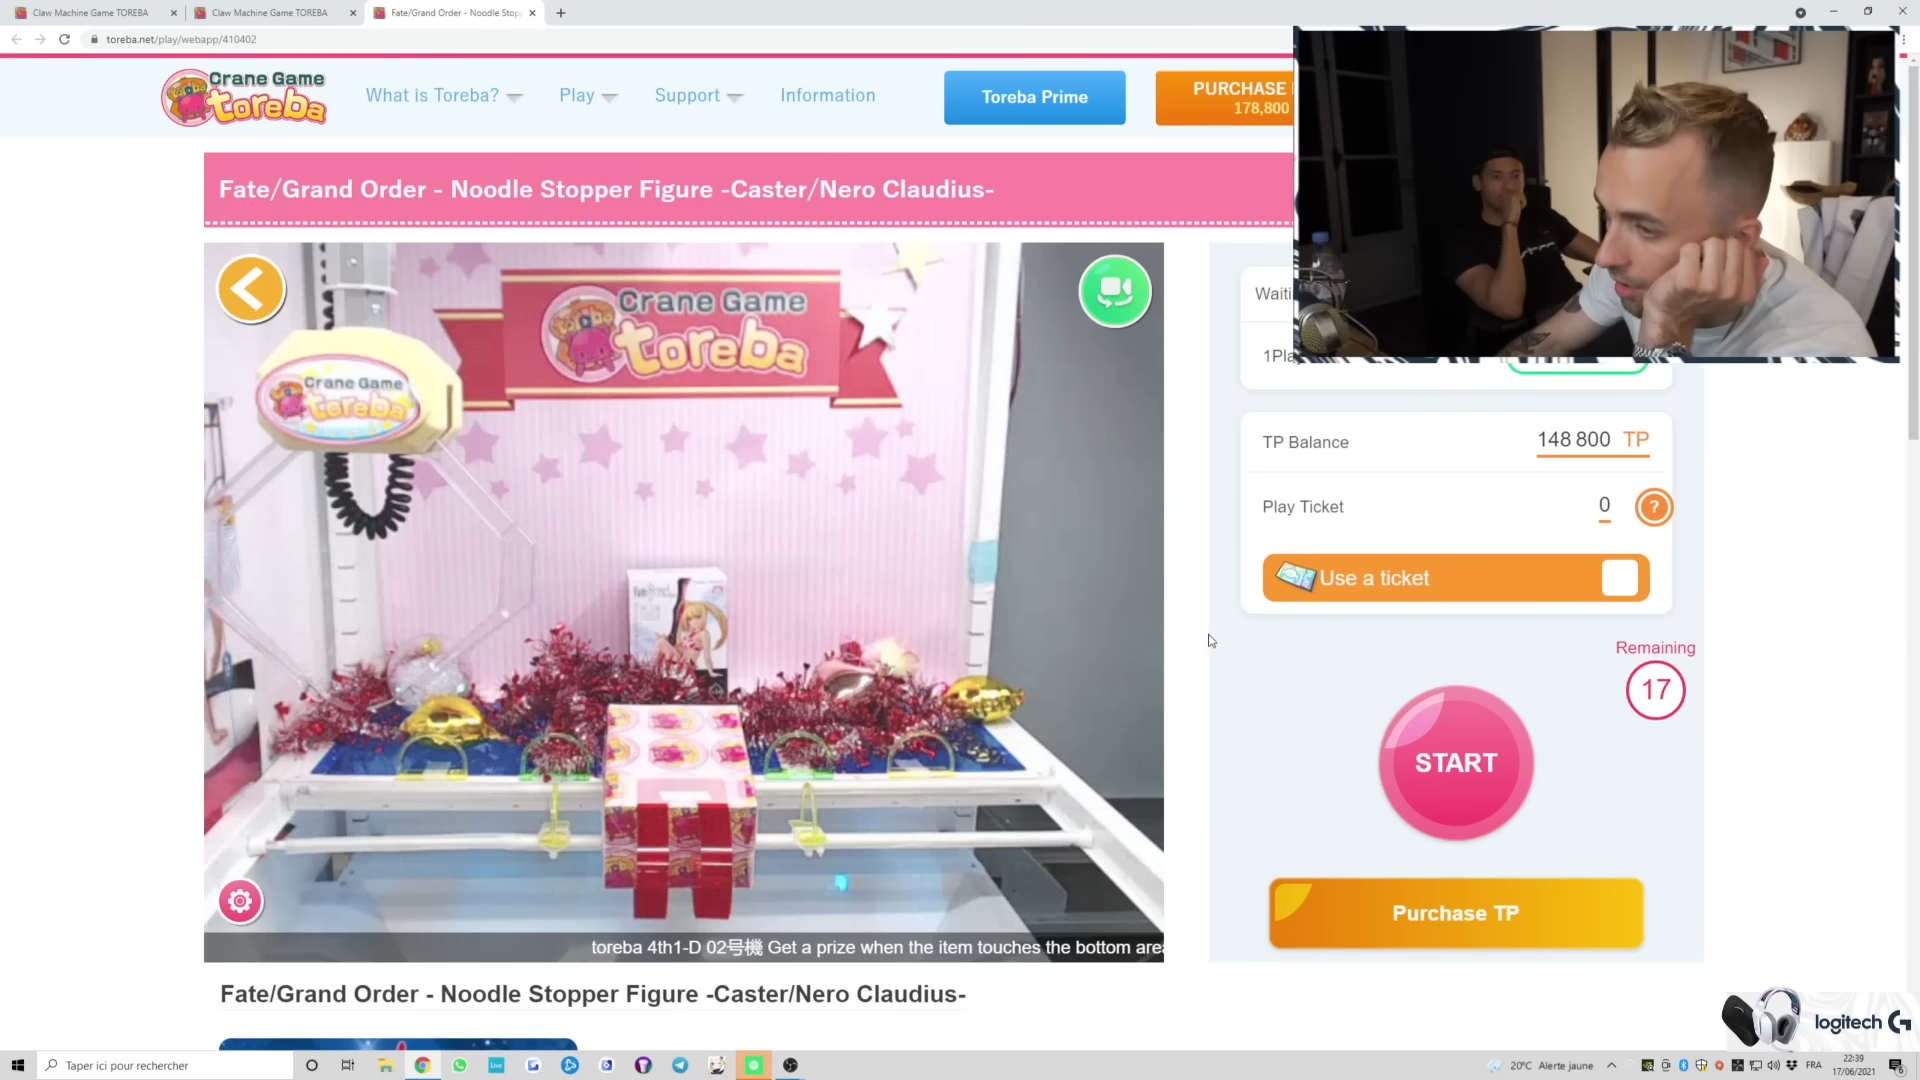 Claw Machine Game TOREBA
Claw Machine Game TOREBA
Fate/Grand Order - Noodle Stop
toreba.net/play/webapp/410402
Crane Game
toreba
What is Toreba?
Play
Support
Information
Toreba Prime
PURCHASE
178,800
Fate/Grand Order - Noodle Stopper Figure -Caster/Nero Claudius-
Crane Game
toreba
Crane Game
toreba
Waiti
1Pla
TP Balance
148 800 TP
Play Ticket
0
?
Use a ticket
Remaining
17
START
Purchase TP
toreba 4th1-D 02号機 Get a prize when the item touches the bottom area
Fate/Grand Order - Noodle Stopper Figure -Caster/Nero Claudius-
logitech G
Taper ici pour rechercher
Live
20°C Alerte jaune
FRA
22:39
17/06/2021